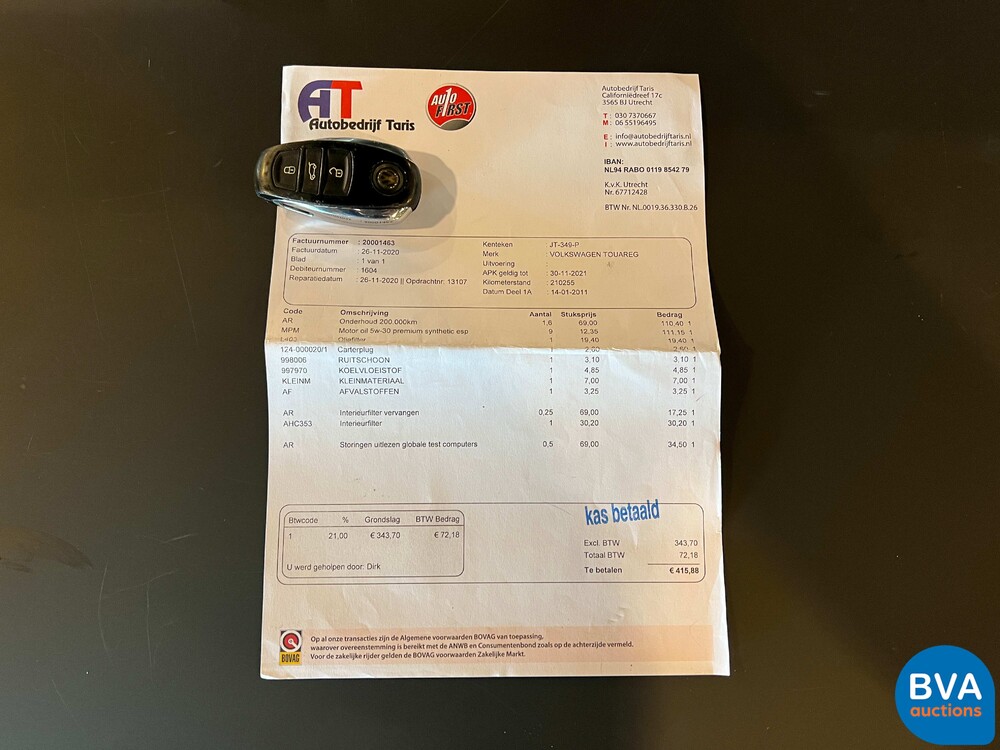 AT
Autobedrijf Taris
AUTO
FIRST
Autobedrijf Taris
Californiëdreef 17c
3565 BJ Utrecht
T : 030 7370667
M : 06 55196495
E : info@autobedrijftaris.nl
I : www.autobedrijftaris.nl
IBAN:
NL94 RABO 0119 8542 79
K.v.K. Utrecht
Nr. 67712428
BTW Nr. NL.0019.36.330.B.26
Factuurnummer : 20001463
Factuurdatum : 26-11-2020
Blad : 1 van 1
Debiteurnummer : 1604
Reparatiedatum : 26-11-2020 || Opdrachtnr: 13107
Kenteken : JT-349-P
Merk : VOLKSWAGEN TOUAREG
Uitvoering :
APK geldig tot : 30-11-2021
Kilometerstand : 210255
Datum Deel 1A : 14-01-2011
Code Omschrijving Aantal Stuksprijs Bedrag
AR Onderhoud 200.000km 1,6 69,00 110,40 1
MPM Motor oil 5w-30 premium synthetic esp 9 12,35 111,15 1
Oliefilter 1 19,40 19,40 1
124-000020/1 Carterplug 1 2,60 2,60 1
998006 RUITSCHOON 1 3,10 3,10 1
997970 KOELVLOEISTOF 1 4,85 4,85 1
KLEINM KLEINMATERIAAL 1 7,00 7,00 1
AF AFVALSTOFFEN 1 3,25 3,25 1
AR Interieurfilter vervangen 0,25 69,00 17,25 1
AHC353 Interieurfilter 1 30,20 30,20 1
AR Storingen uitlezen globale test computers 0,5 69,00 34,50 1
Btwcode % Grondslag BTW Bedrag
1 21,00 € 343,70 € 72,18
U werd geholpen door: Dirk
kas betaald
Excl. BTW 343,70
Totaal BTW 72,18
Te betalen € 415,88
BOVAG
Op al onze transacties zijn de Algemene voorwaarden BOVAG van toepassing,
waarover overeenstemming is bereikt met de ANWB en Consumentenbond zoals op de achterzijde vermeld.
Voor de zakelijke rijder gelden de BOVAG voorwaarden Zakelijke Markt.
BVA
auctions